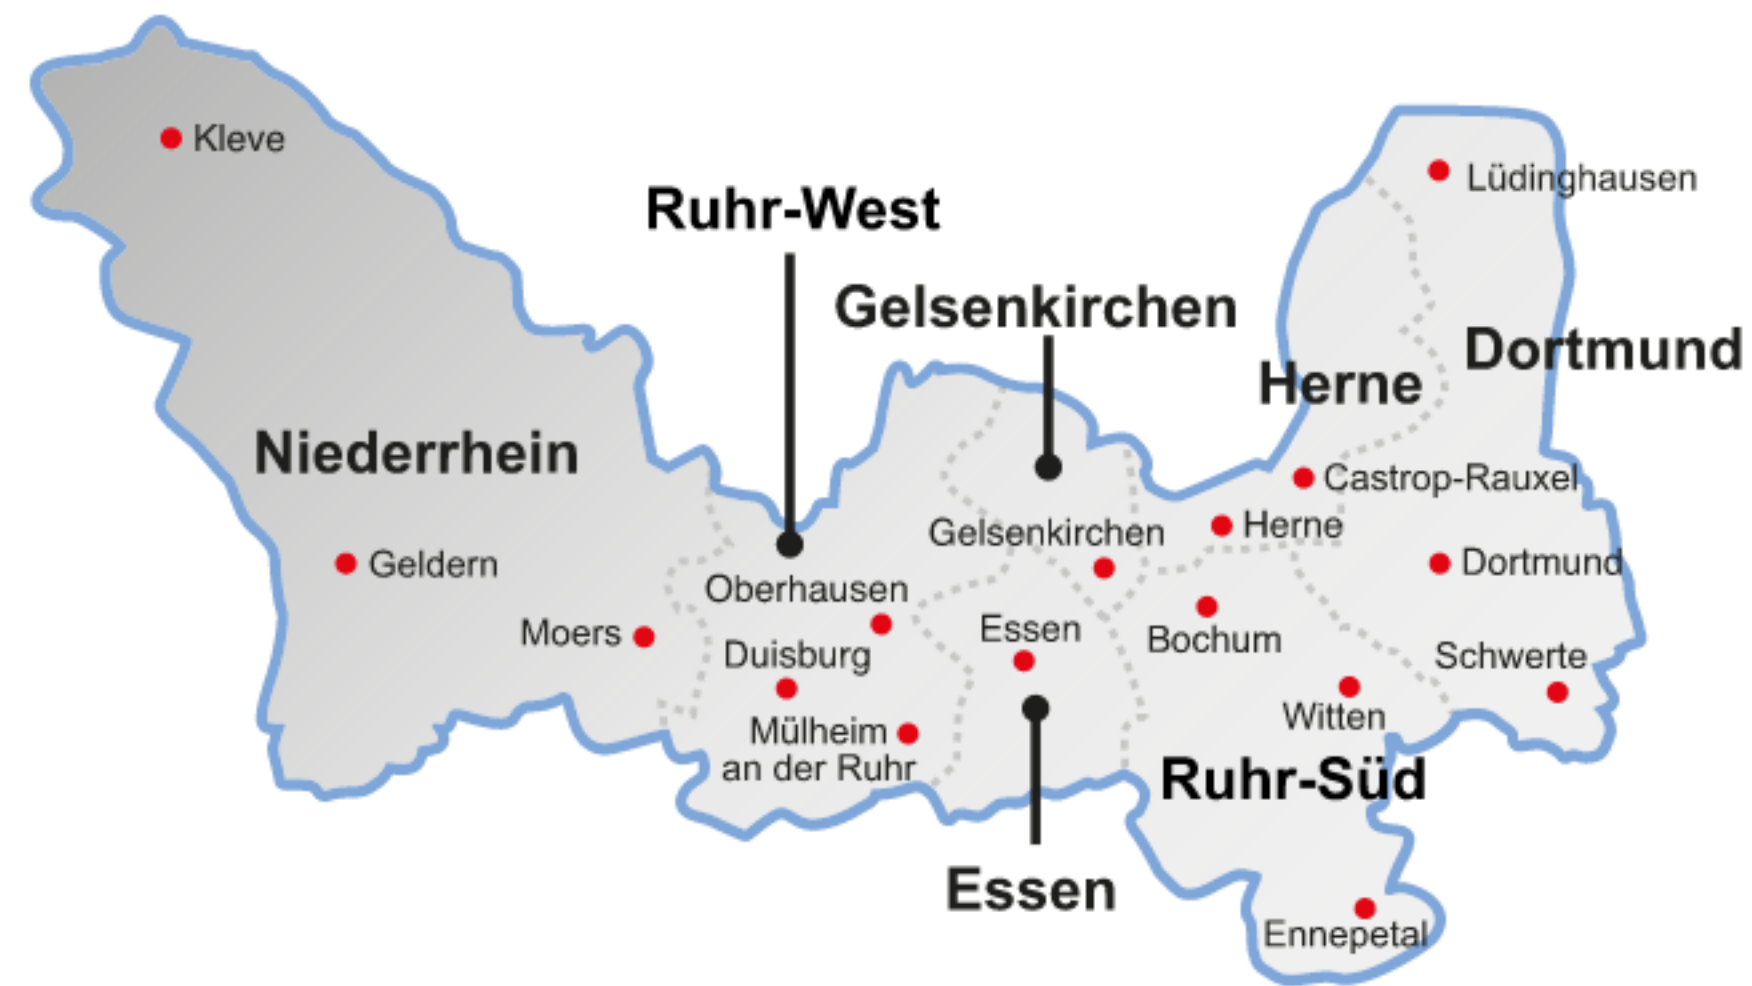 Kleve
Lüdinghausen
Ruhr-West
Gelsenkirchen
Dortmund
Herne
Niederrhein
Castrop-Rauxel
Herne
Gelsenkirchen
Geldern
Dortmund
Oberhausen
Moers
Essen
Bochum
Duisburg
Schwerte
Witten
Mülheim
an der Ruhr
Ruhr-Süd
Essen
Ennepetal